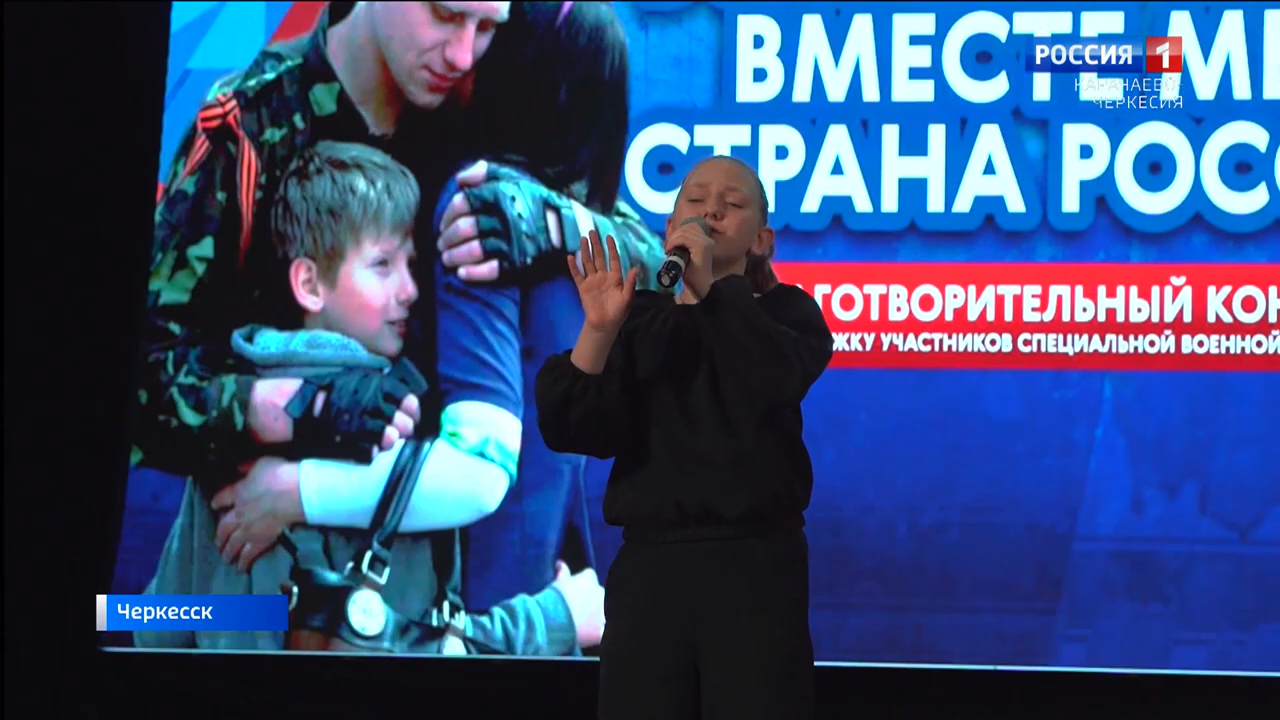 ВМЕСТЕ МЫ
СТРАНА РОСС
РОССИЯ 1
КАРАЧАЕВО-
ЧЕРКЕСИЯ
ГОТВОРИТЕЛЬНЫЙ КОН
ЖКУ УЧАСТНИКОВ СПЕЦИАЛЬНОЙ ВОЕННОЙ
Черкесск